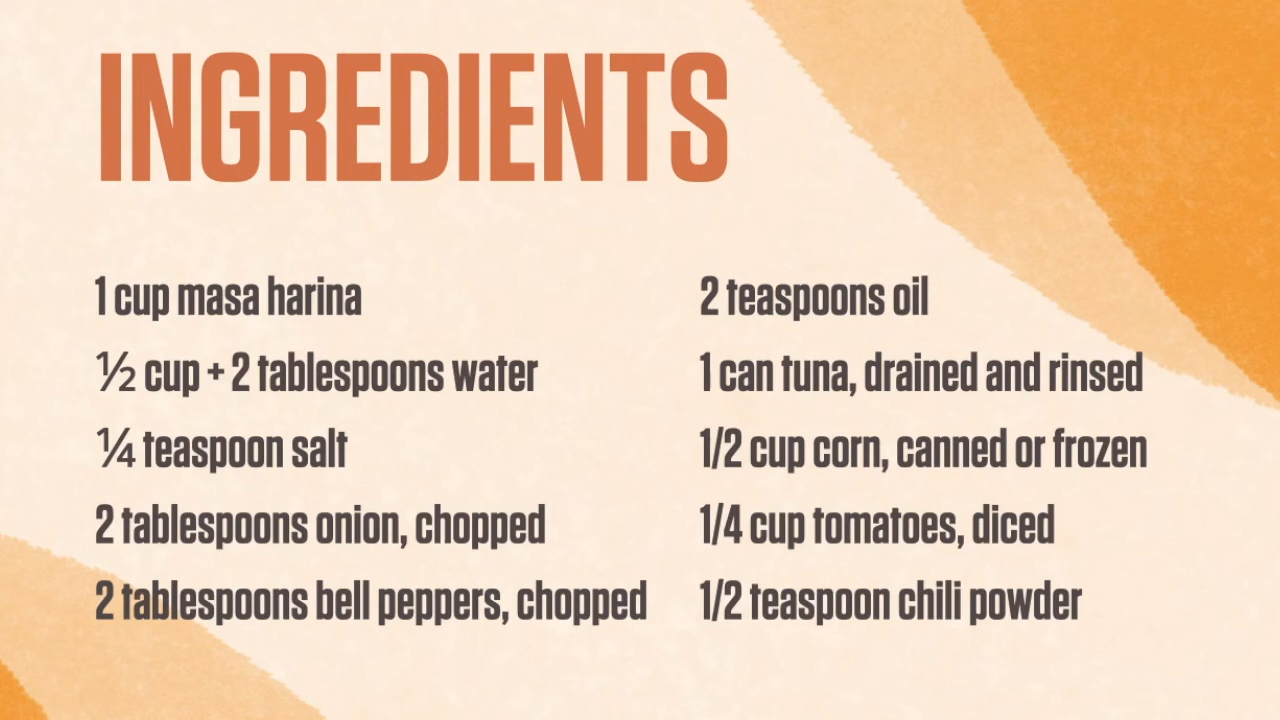 INGREDIENTS
1 cup masa harina
½ cup + 2 tablespoons water
¼ teaspoon salt
2 tablespoons onion, chopped
2 tablespoons bell peppers, chopped
2 teaspoons oil
1 can tuna, drained and rinsed
1/2 cup corn, canned or frozen
1/4 cup tomatoes, diced
1/2 teaspoon chili powder